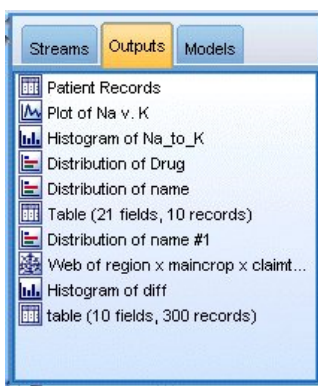 Streams Outputs Models
Patient Records
Plot of Na v. K
Histogram of Na_to_K
Distribution of Drug
Distribution of name
Table (21 fields, 10 records)
Distribution of name #1
Web of region x maincrop x claimt...
Histogram of diff
table (10 fields, 300 records)